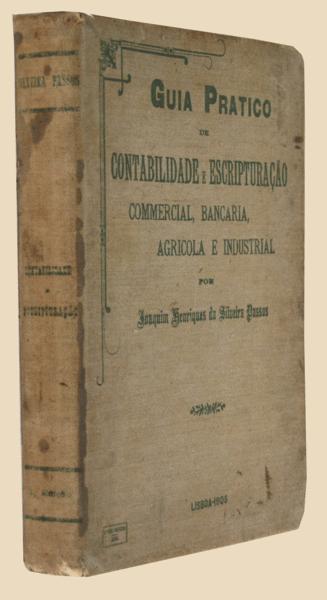 GUIA PRATICO
DE
CONTABILIDADE E ESCRIPTURAÇÃO
COMMERCIAL, BANCARIA,
AGRICOLA E INDUSTRIAL
POR
Joaquim Henriques da Silveira Passos
LISBOA-1905
SILVEIRA PASSOS
CONTABILIDADE
E
ESCRIPTURAÇÃO